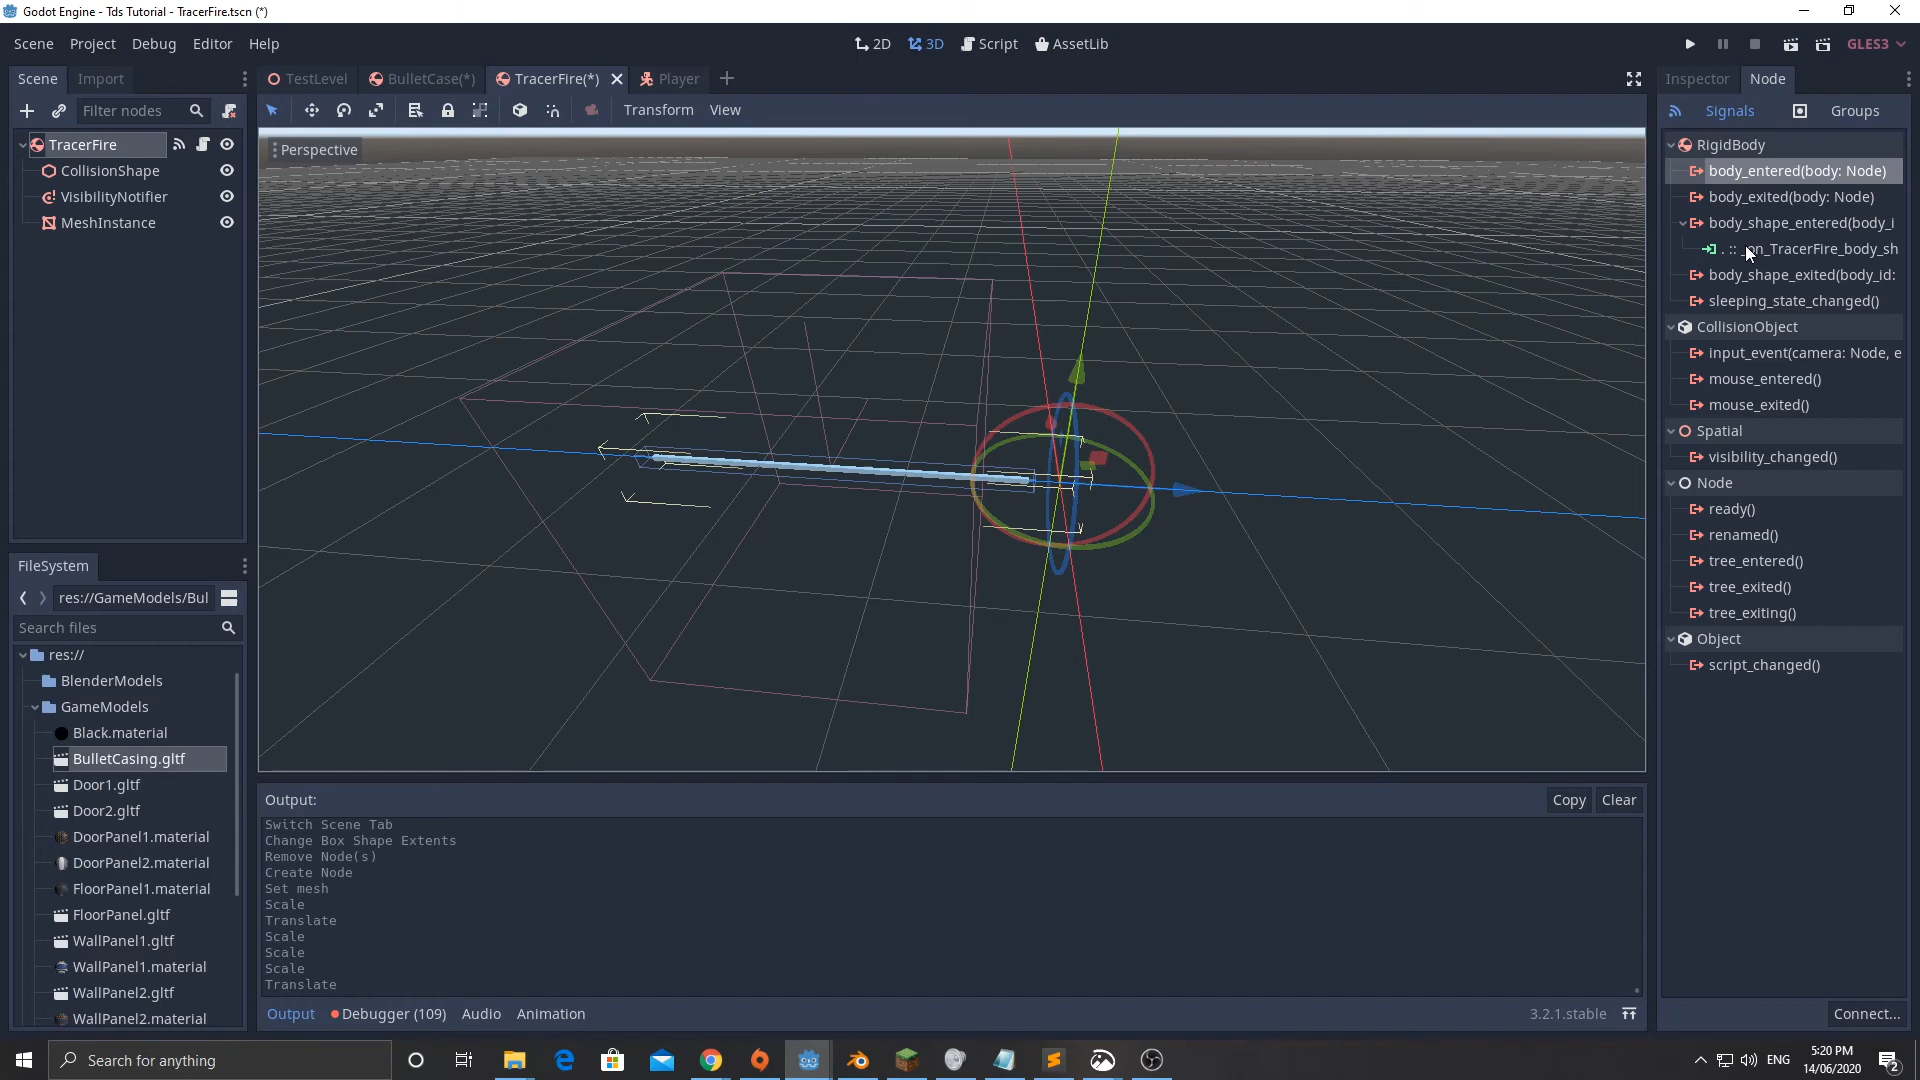 Godot Engine - Tds Tutorial - TracerFire.tscn (*)
Scene Project Debug Editor Help
2D 3D Script AssetLib
GLES3
Scene Import
Filter nodes
TracerFire
CollisionShape
VisibilityNotifier
MeshInstance
FileSystem
res://GameModels/Bul
Search files
res://
BlenderModels
GameModels
Black.material
BulletCasing.gltf
Door1.gltf
Door2.gltf
DoorPanel1.material
DoorPanel2.material
FloorPanel1.material
FloorPanel.gltf
WallPanel1.gltf
WallPanel1.material
WallPanel2.gltf
WallPanel2.material
TestLevel BulletCase(*) TracerFire(*) Player
Transform View
Perspective
Output:
Copy Clear
Switch Scene Tab
Change Box Shape Extents
Remove Node(s)
Create Node
Set mesh
Scale
Translate
Scale
Scale
Scale
Translate
Output Debugger (109) Audio Animation
3.2.1.stable
Inspector Node
Signals Groups
RigidBody
body_entered(body: Node)
body_exited(body: Node)
body_shape_entered(body_i
. :: _on_TracerFire_body_sh
body_shape_exited(body_id:
sleeping_state_changed()
CollisionObject
input_event(camera: Node, e
mouse_entered()
mouse_exited()
Spatial
visibility_changed()
Node
ready()
renamed()
tree_entered()
tree_exited()
tree_exiting()
Object
script_changed()
Connect...
Search for anything
ENG
5:20 PM
14/06/2020
2